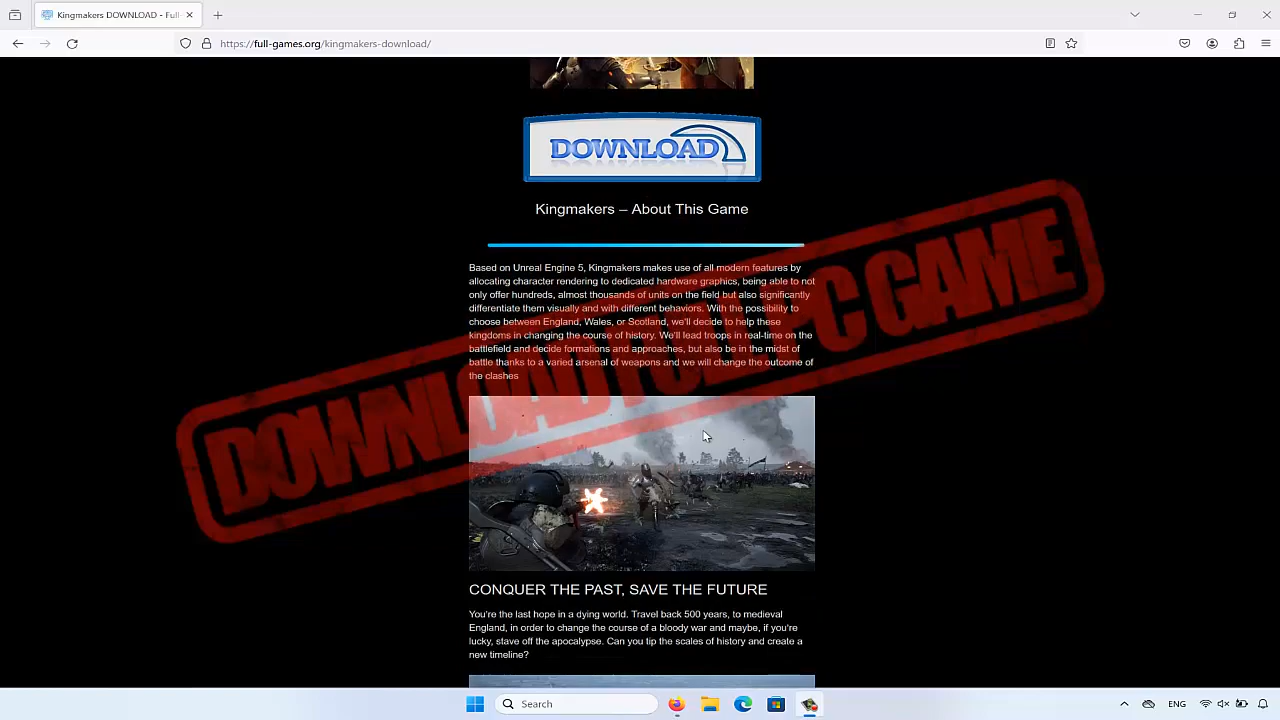 Kingmakers DOWNLOAD - Full-
https://full-games.org/kingmakers-download/
DOWNLOAD
Kingmakers – About This Game
DOWNLOAD FULL PC GAME
Based on Unreal Engine 5, Kingmakers makes use of all modern features by
allocating character rendering to dedicated hardware graphics, being able to not
only offer hundreds, almost thousands of units on the field but also significantly
differentiate them visually and with different behaviors. With the possibility to
choose between England, Wales, or Scotland, we'll decide to help these
kingdoms in changing the course of history. We'll lead troops in real-time on the
battlefield and decide formations and approaches, but also be in the midst of
battle thanks to a varied arsenal of weapons and we will change the outcome of
the clashes
CONQUER THE PAST, SAVE THE FUTURE
You're the last hope in a dying world. Travel back 500 years, to medieval
England, in order to change the course of a bloody war and maybe, if you're
lucky, stave off the apocalypse. Can you tip the scales of history and create a
new timeline?
Search
ENG